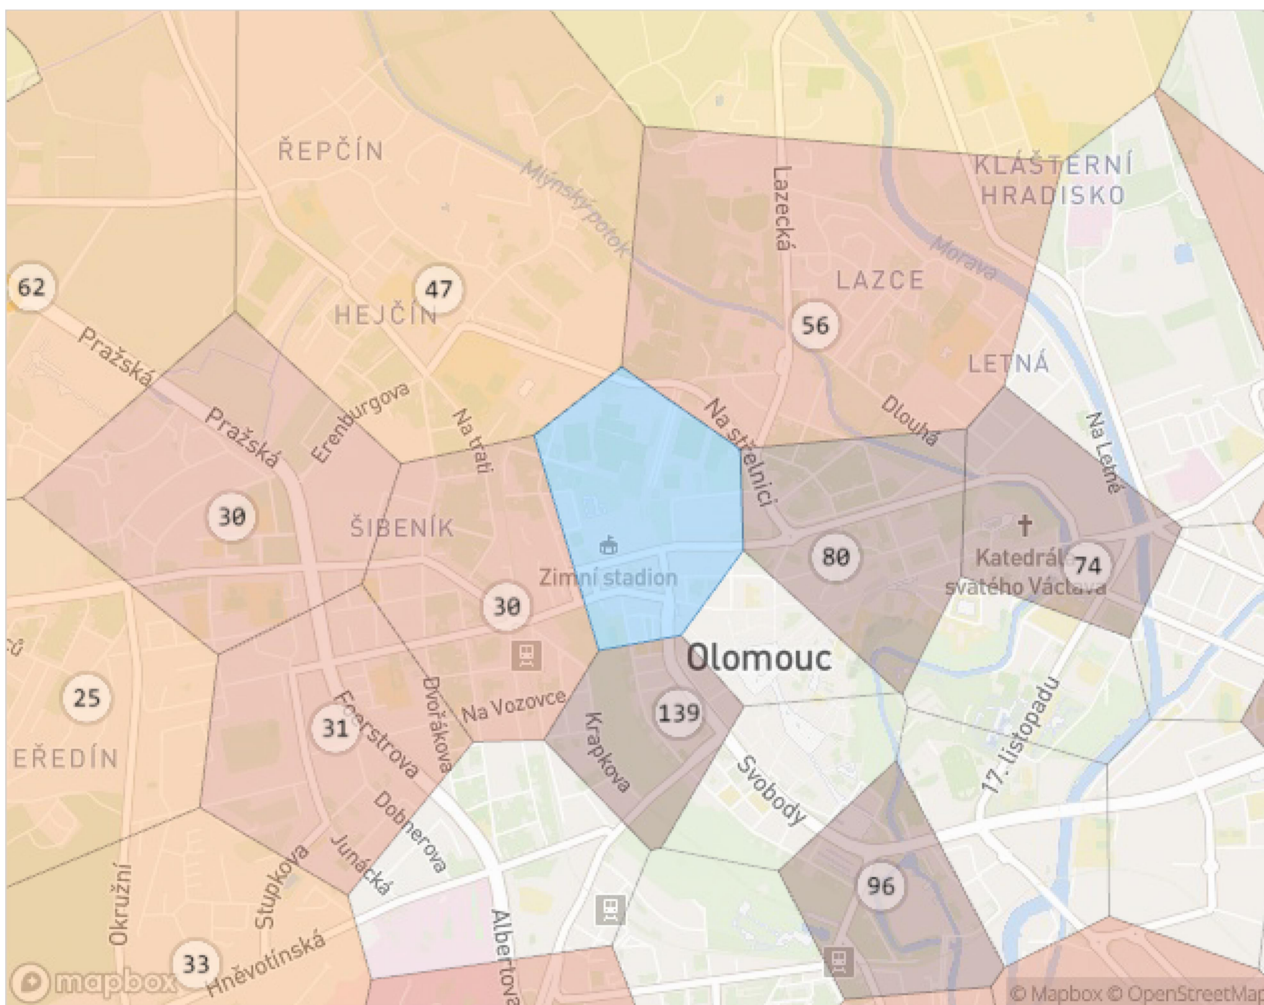 ŘEPČÍN
KLÁŠTERNÍ
HRADISKO
Mlýnský potok
Lazecká
Morava
LAZCE
62
47
HEJČÍN
56
Pražská
LETNÁ
Erenburgova
Na trati
Na střelnici
Dlouhá
Na Letné
Pražská
30
ŠIBENÍK
Zimní stadion
80
Katedrála
svatého Václava
74
30
Olomouc
25
EŘEDÍN
31
Foerstrova
Dvořákova
Na Vozovce
139
Krapkova
17. listopadu
Svobody
Dobnerova
Junácká
Stupkova
Okružní
96
Albertova
33
Hněvotínská
mapbox
© Mapbox © OpenStreetMap